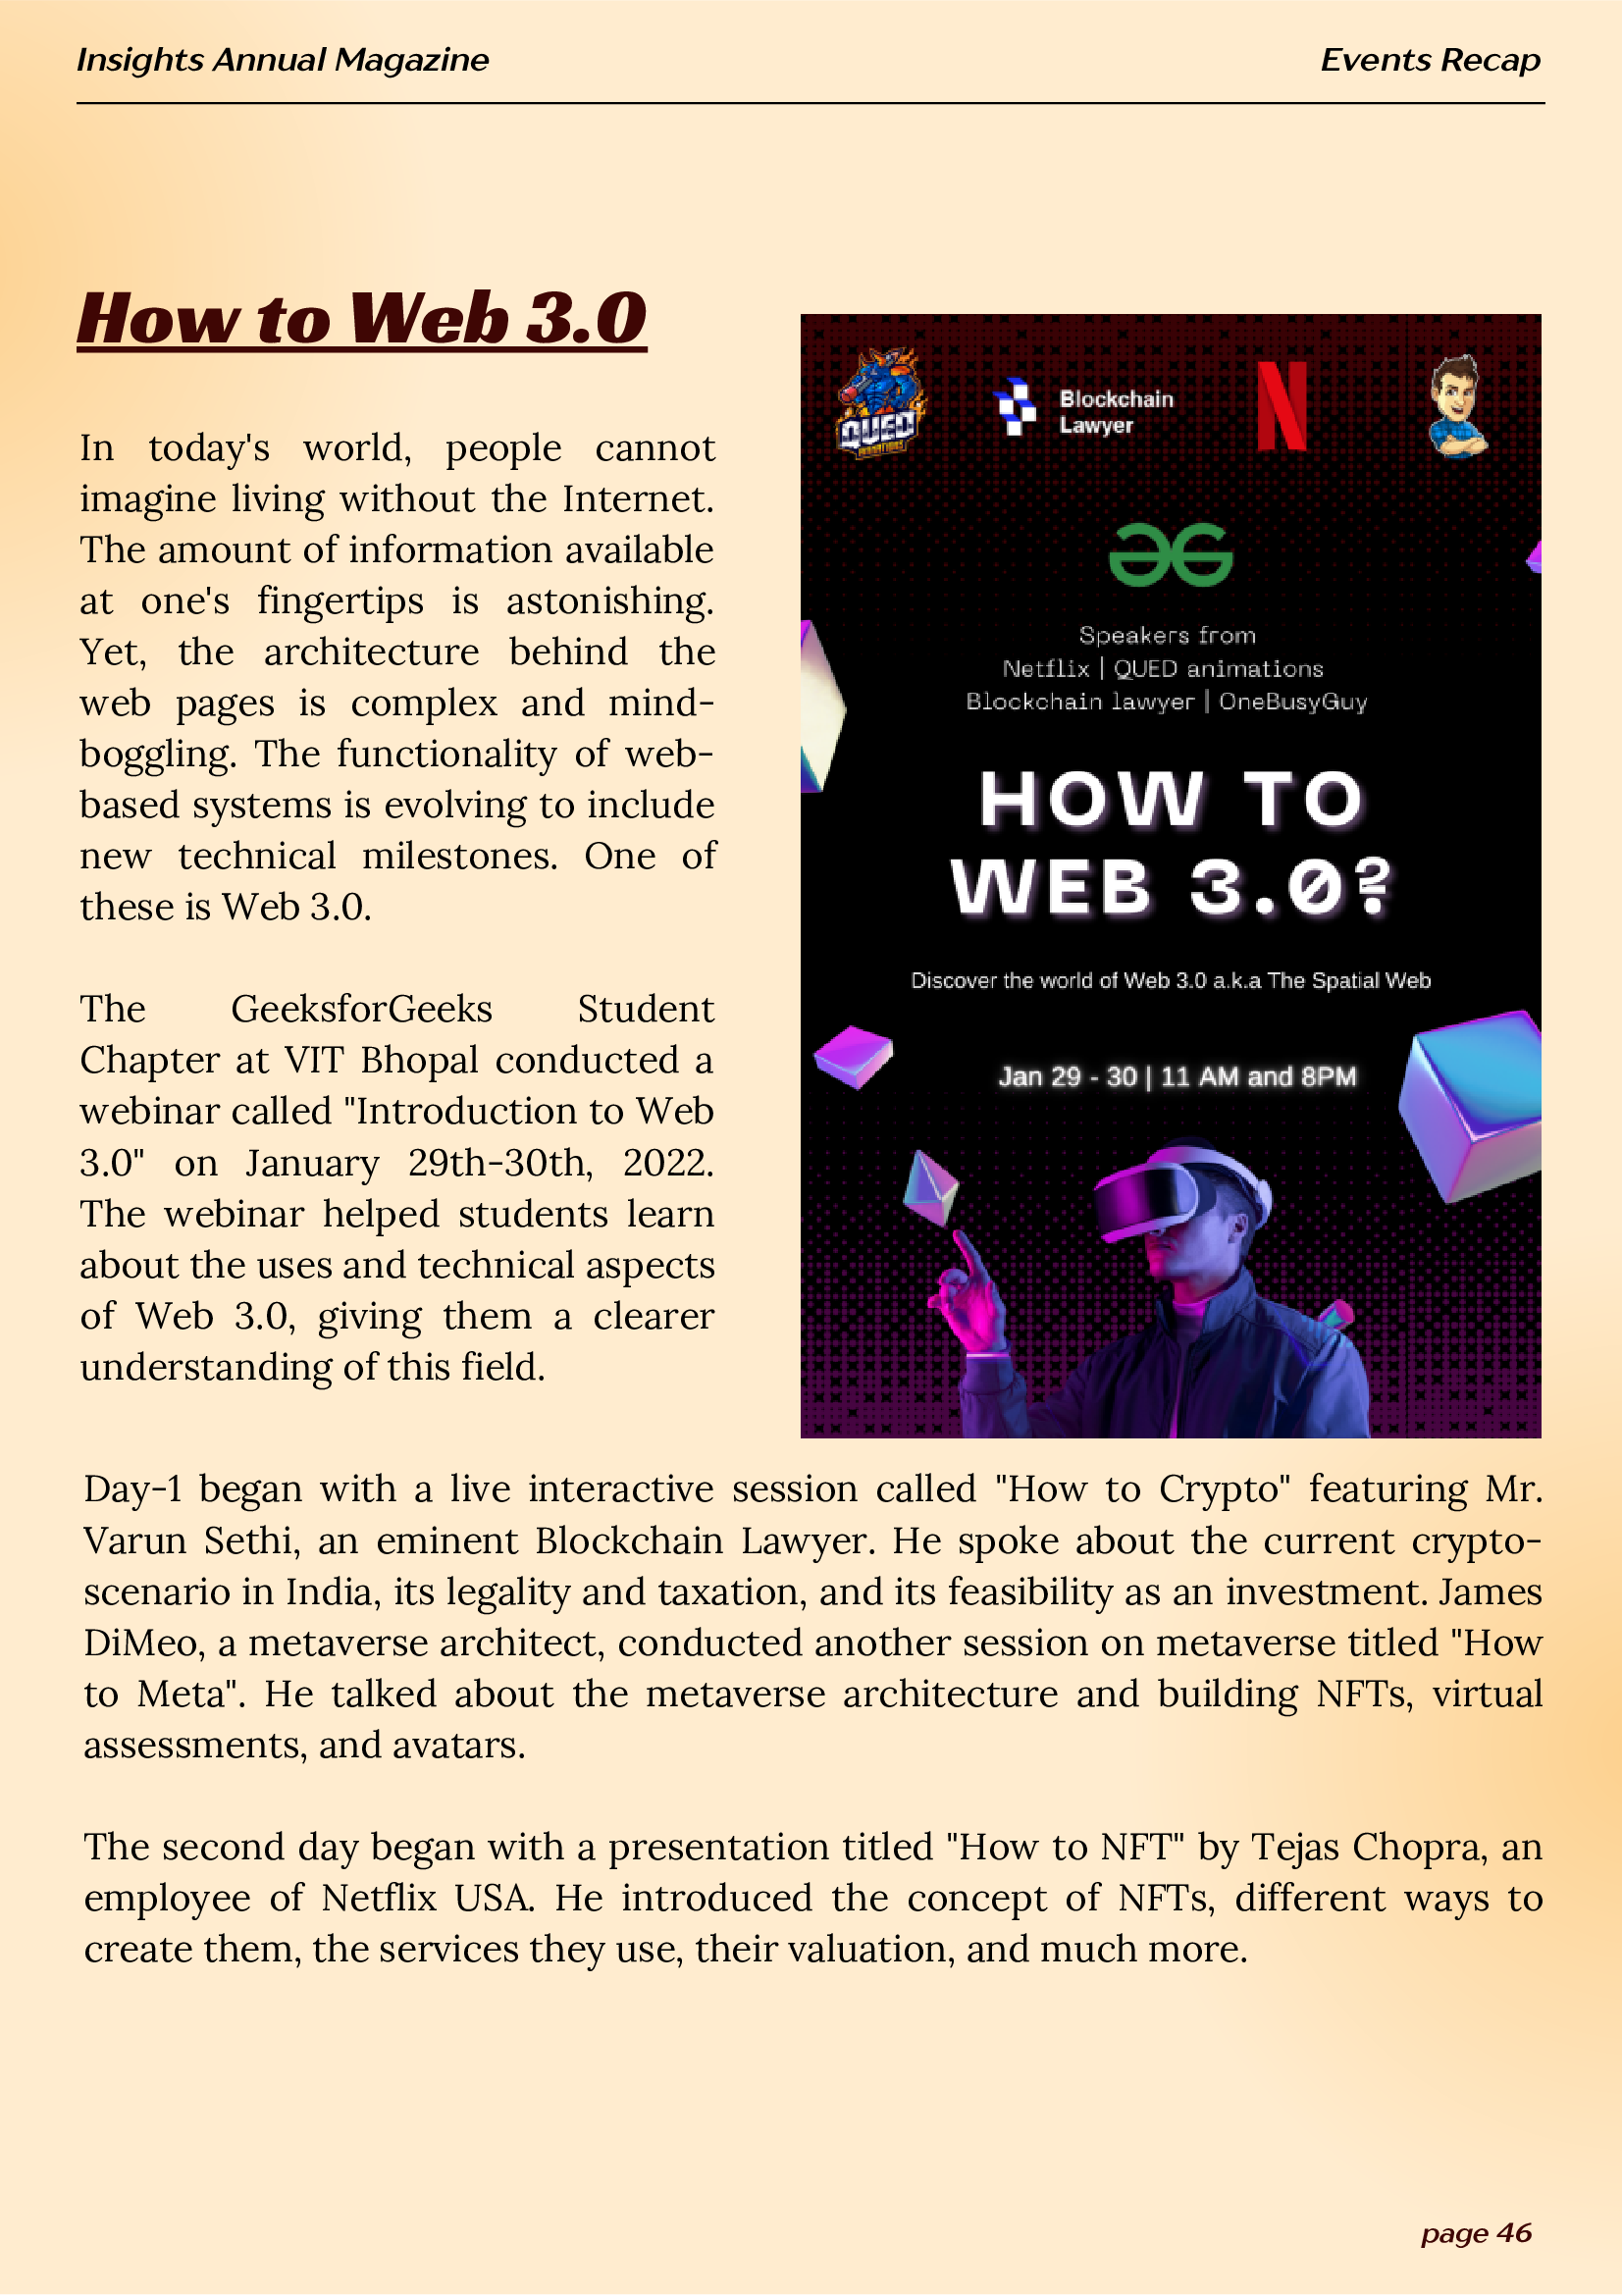 Insights Annual Magazine
Events Recap
How to Web 3.0
In today's world, people cannot
imagine living without the Internet.
The amount of information available
at one's fingertips is astonishing.
Yet, the architecture behind the
web pages is complex and mind-
boggling. The functionality of web-
based systems is evolving to include
new technical milestones. One of
these is Web 3.0.
The GeeksforGeeks Student
Chapter at VIT Bhopal conducted a
webinar called "Introduction to Web
3.0" on January 29th-30th, 2022.
The webinar helped students learn
about the uses and technical aspects
of Web 3.0, giving them a clearer
understanding of this field.
QUED
ANIMATIONS
Blockchain
Lawyer
N
Speakers from
Netflix | QUED animations
Blockchain lawyer | OneBusyGuy
HOW TO
WEB 3.0?
Discover the world of Web 3.0 a.k.a The Spatial Web
Jan 29 - 30 | 11 AM and 8PM
Day-1 began with a live interactive session called "How to Crypto" featuring Mr.
Varun Sethi, an eminent Blockchain Lawyer. He spoke about the current crypto-
scenario in India, its legality and taxation, and its feasibility as an investment. James
DiMeo, a metaverse architect, conducted another session on metaverse titled "How
to Meta". He talked about the metaverse architecture and building NFTs, virtual
assessments, and avatars.
The second day began with a presentation titled "How to NFT" by Tejas Chopra, an
employee of Netflix USA. He introduced the concept of NFTs, different ways to
create them, the services they use, their valuation, and much more.
page 46